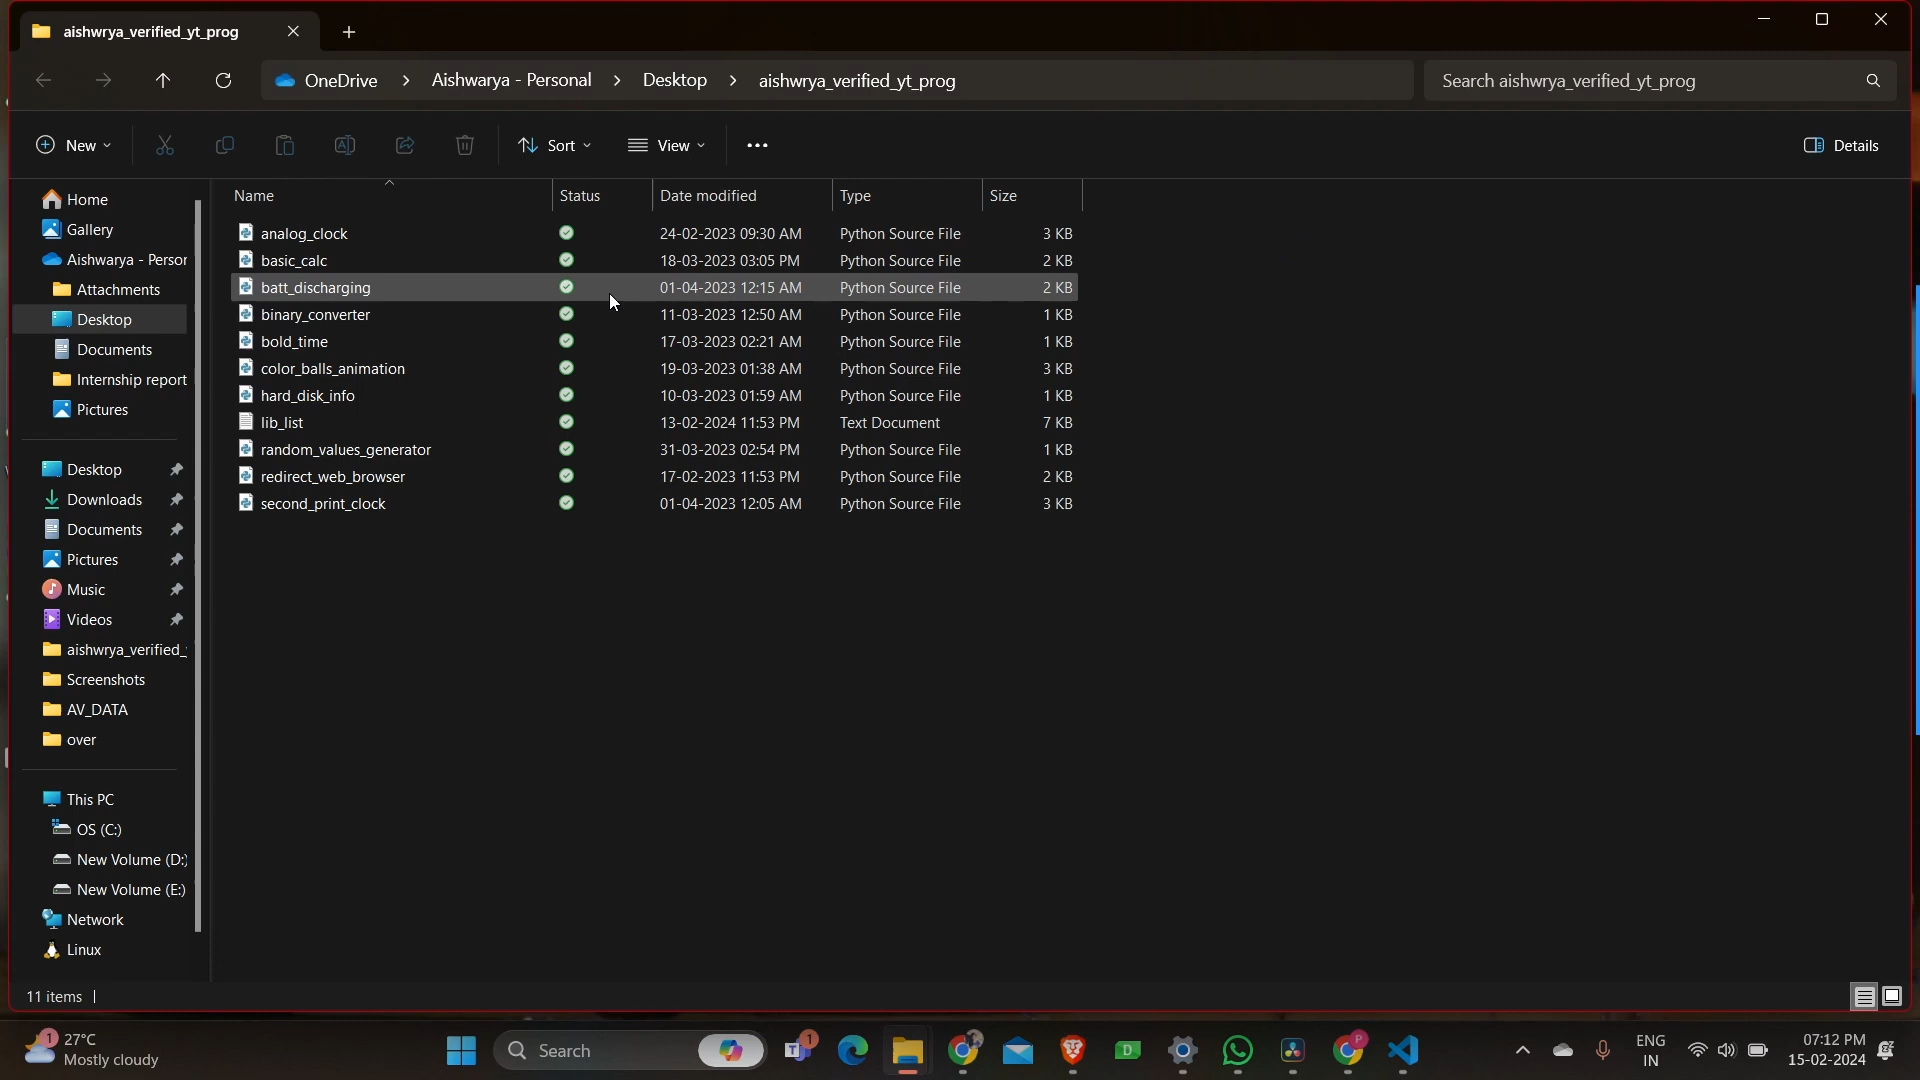 aishwrya_verified_yt_prog
OneDrive > Aishwarya - Personal > Desktop > aishwrya_verified_yt_prog
Search aishwrya_verified_yt_prog
New
Sort
View
Details
Name Status Date modified Type Size
analog_clock 24-02-2023 09:30 AM Python Source File 3 KB
basic_calc 18-03-2023 03:05 PM Python Source File 2 KB
batt_discharging 01-04-2023 12:15 AM Python Source File 2 KB
binary_converter 11-03-2023 12:50 AM Python Source File 1 KB
bold_time 17-03-2023 02:21 AM Python Source File 1 KB
color_balls_animation 19-03-2023 01:38 AM Python Source File 3 KB
hard_disk_info 10-03-2023 01:59 AM Python Source File 1 KB
lib_list 13-02-2024 11:53 PM Text Document 7 KB
random_values_generator 31-03-2023 02:54 PM Python Source File 1 KB
redirect_web_browser 17-02-2023 11:53 PM Python Source File 2 KB
second_print_clock 01-04-2023 12:05 AM Python Source File 3 KB
Home
Gallery
Aishwarya - Persor
Attachments
Desktop
Documents
Internship report
Pictures
Desktop
Downloads
Documents
Pictures
Music
Videos
aishwrya_verified_
Screenshots
AV_DATA
over
This PC
OS (C:)
New Volume (D:)
New Volume (E:)
Network
Linux
11 items
1
27°C
Mostly cloudy
Search
T
1
D
P
ENG
IN
07:12 PM
15-02-2024